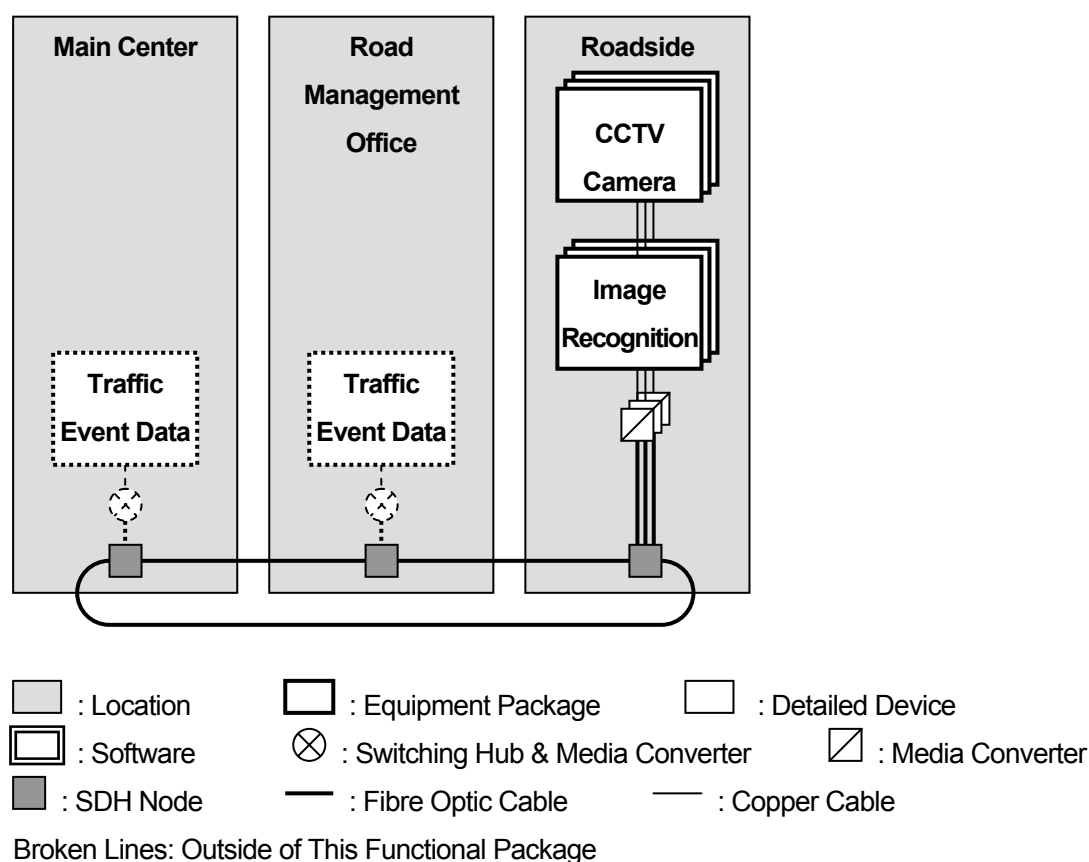 Main Center
Road
Management
Office
Roadside
CCTV
Camera
Image
Recognition
Traffic
Event Data
Traffic
Event Data
: Location
: Equipment Package
: Detailed Device
: Software
: Switching Hub & Media Converter
: Media Converter
: SDH Node
: Fibre Optic Cable
: Copper Cable
Broken Lines: Outside of This Functional Package